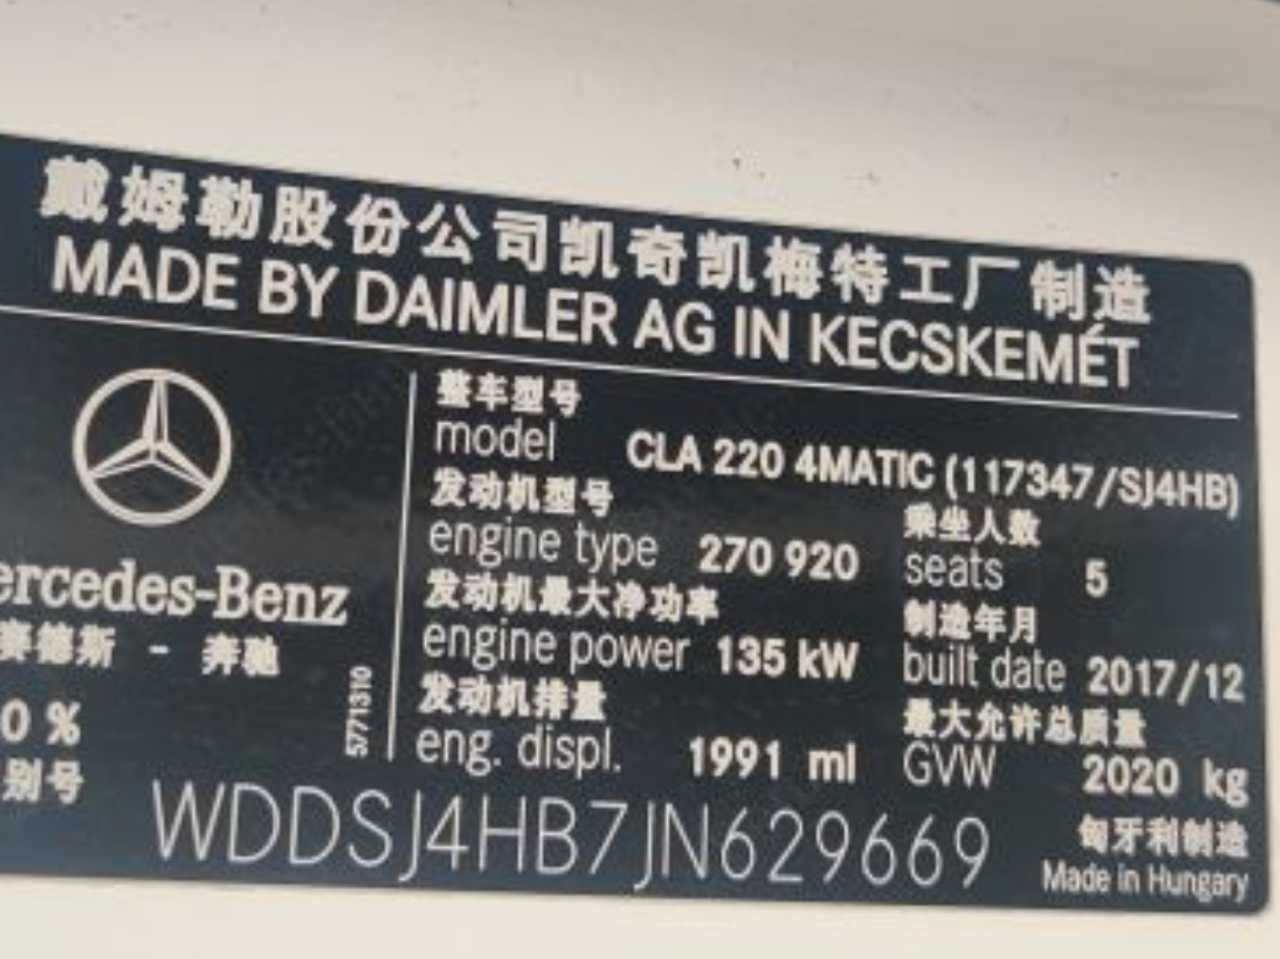 戴姆勒股份公司凯奇凯梅特工厂制造
MADE BY DAIMLER AG IN KECSKEMÉT
整车型号
model CLA 220 4MATIC (117347/SJ4HB)
发动机型号
engine type 270 920
乘坐人数
seats 5
发动机最大净功率
engine power 135 kW
制造年月
built date 2017/12
发动机排量
eng. displ. 1991 ml
最大允许总质量
GVW 2020 kg
ercedes-Benz
赛德斯 - 奔驰
5771310
0 %
别号
WDDSJ4HB7JN629669
匈牙利制造
Made in Hungary